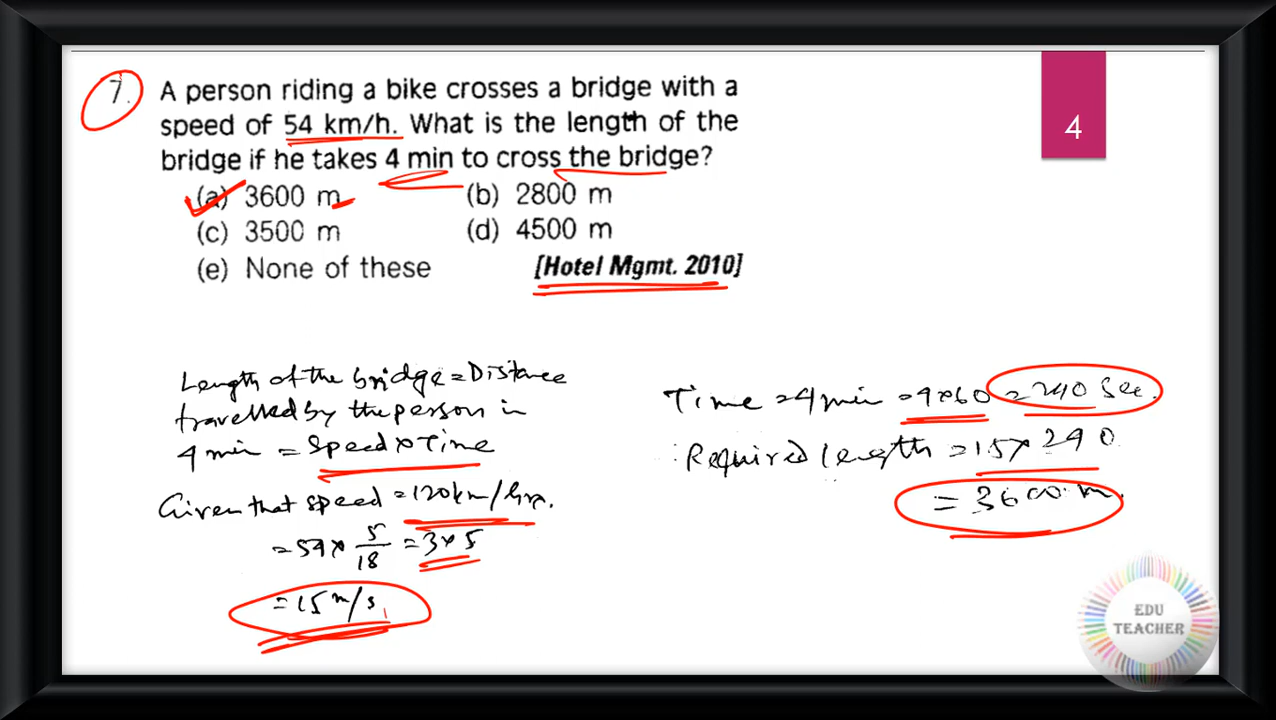 4
7.
A person riding a bike crosses a bridge with a
speed of 54 km/h. What is the length of the
bridge if he takes 4 min to cross the bridge?
(a) 3600 m (b) 2800 m
(c) 3500 m (d) 4500 m
(e) None of these [Hotel Mgmt. 2010]
Length of the bridge = Distance
travelled by the person in
4 min = Speed × Time
Given that speed = 120 km/hr.
= 54 × 5/18 = 3 × 5
= 15 m/s
Time = 4 min = 4×60 = 240 Sec.
Required length = 15 × 240
= 3600 m.
EDU
TEACHER